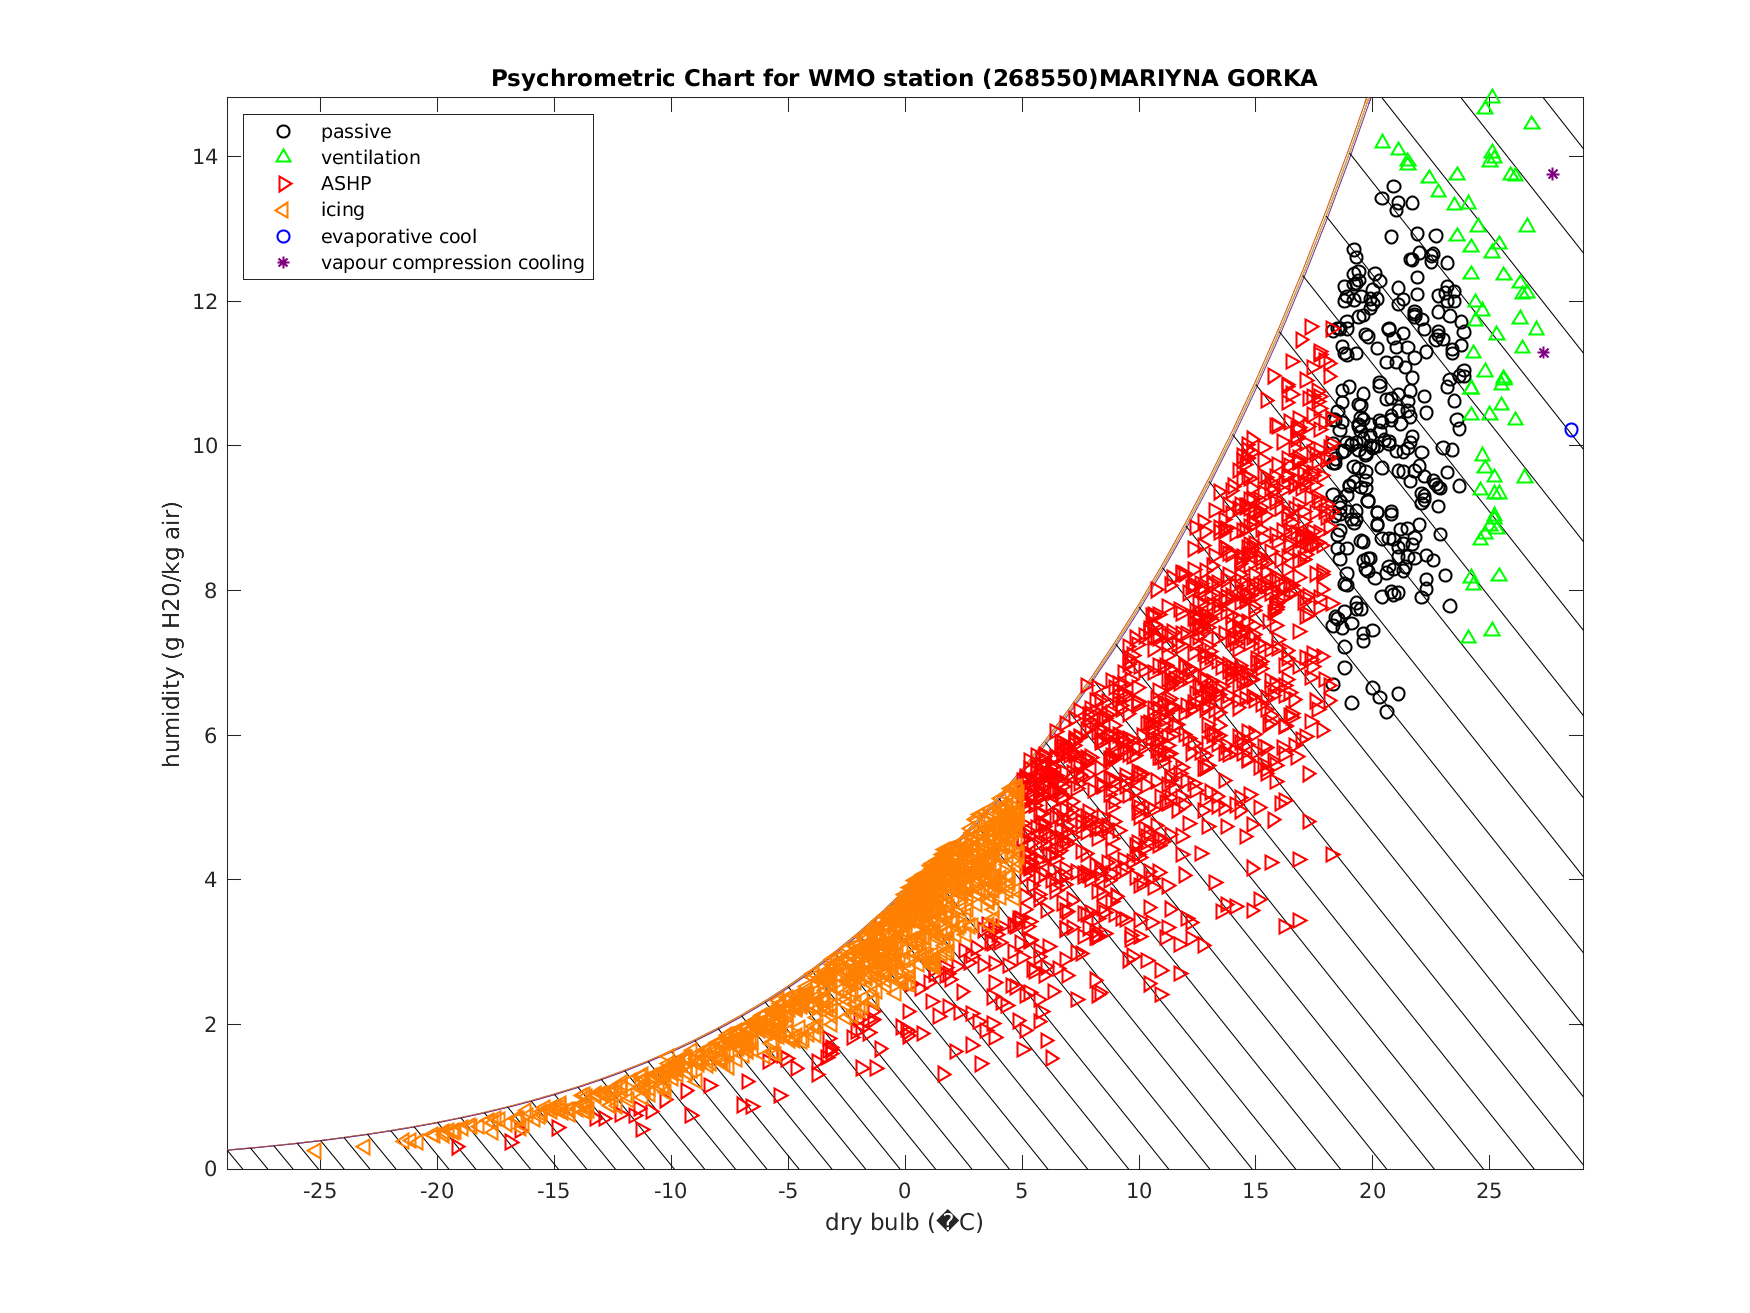 Psychrometric Chart for WMO station (268550)MARIYNA GORKA
passive
ventilation
ASHP
icing
evaporative cool
vapour compression cooling
humidity (g H20/kg air)
14
12
10
8
6
4
2
0
-25 -20 -15 -10 -5 0 5 10 15 20 25
dry bulb (�C)